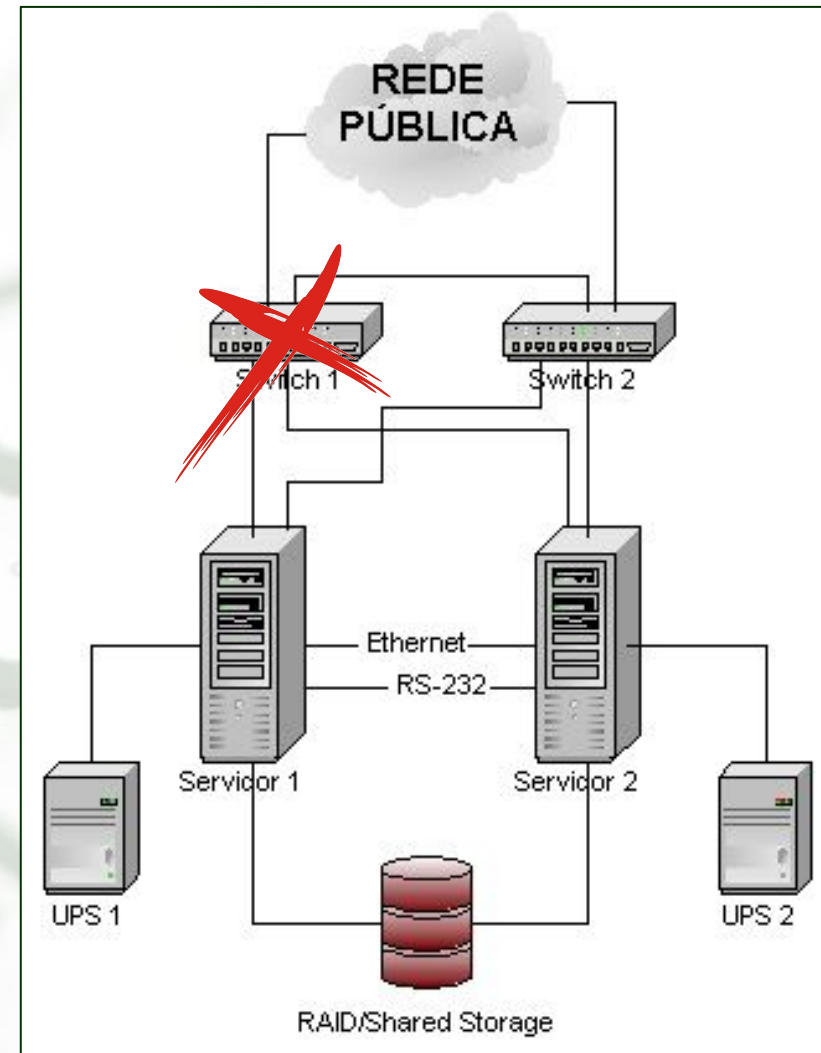 REDE
PÚBLICA
Switch 1
Switch 2
Ethernet
RS-232
Servidor 1
Servidor 2
UPS 1
UPS 2
RAID/Shared Storage